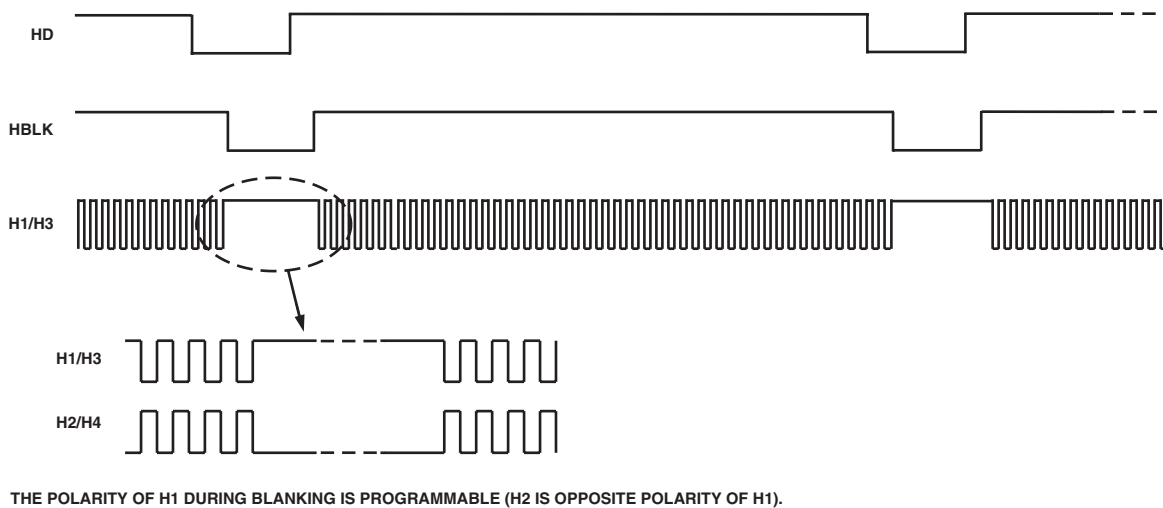 HD
HBLK
H1/H3
H1/H3
H2/H4
THE POLARITY OF H1 DURING BLANKING IS PROGRAMMABLE (H2 IS OPPOSITE POLARITY OF H1).